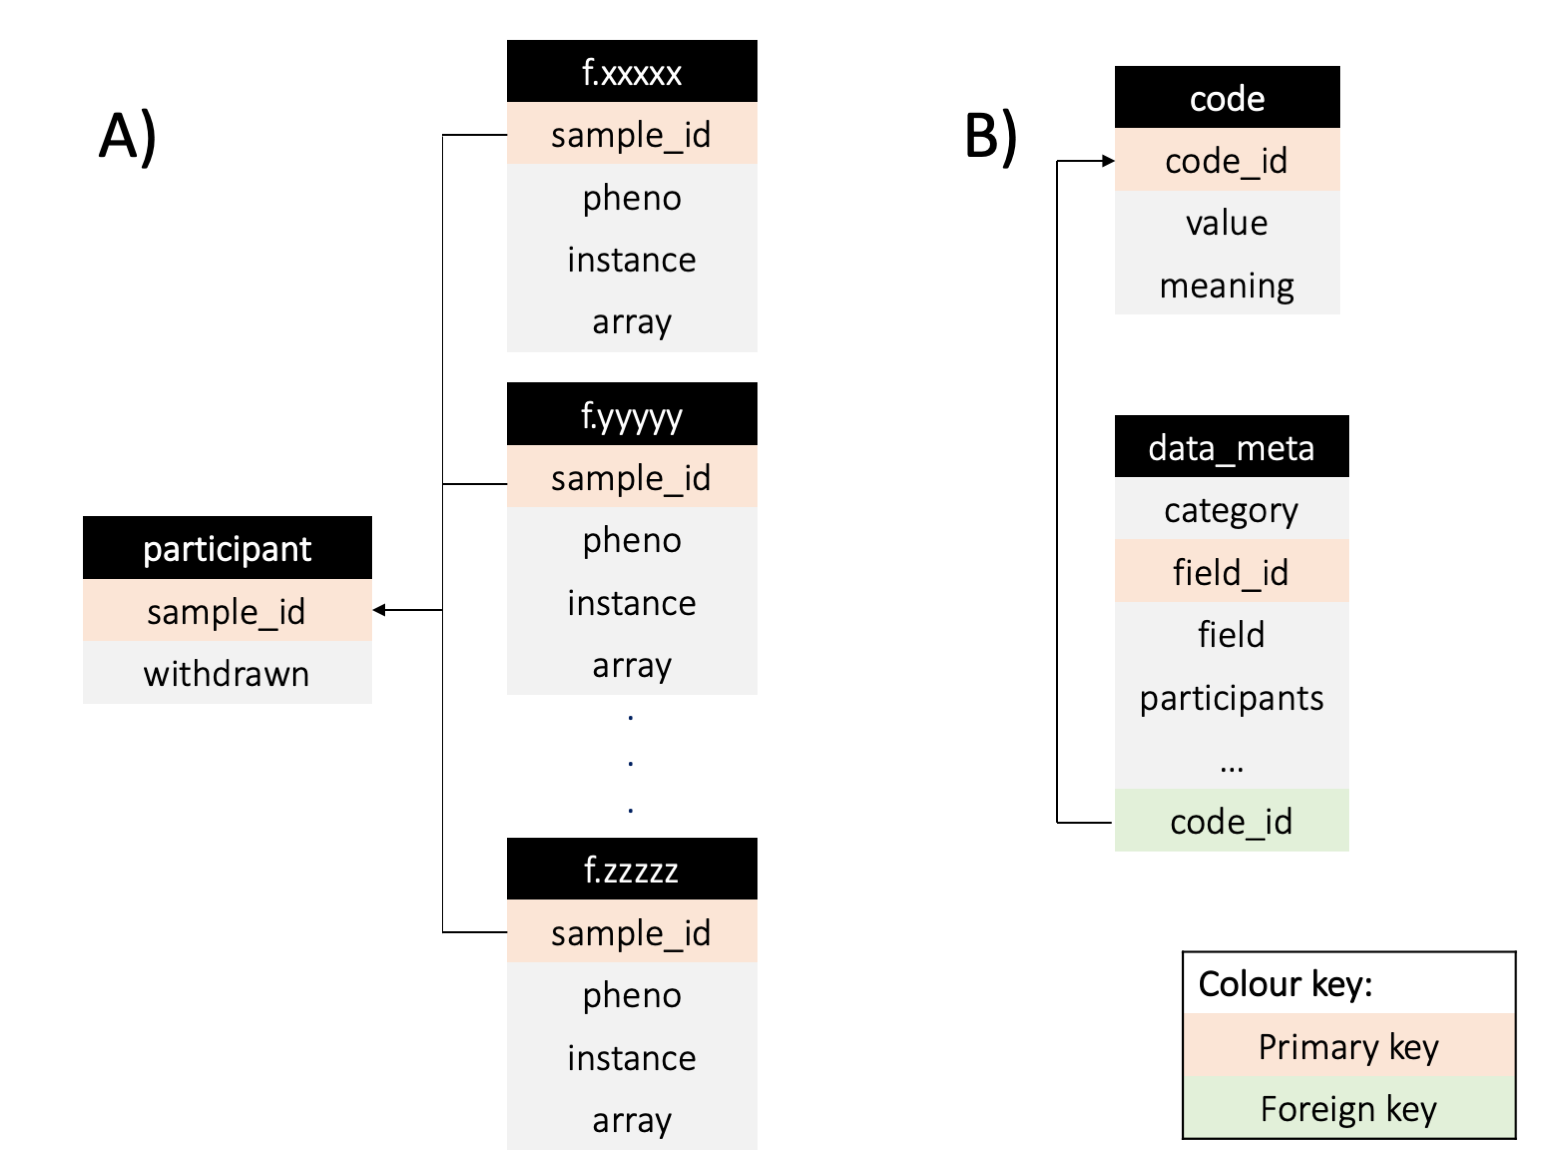 A)
f.xxxxx
sample_id
pheno
instance
array
f.yyyyy
sample_id
pheno
instance
array
.
.
.
f.zzzzz
sample_id
pheno
instance
array
participant
sample_id
withdrawn
B)
code
code_id
value
meaning
data_meta
category
field_id
field
participants
...
code_id
Colour key:
Primary key
Foreign key